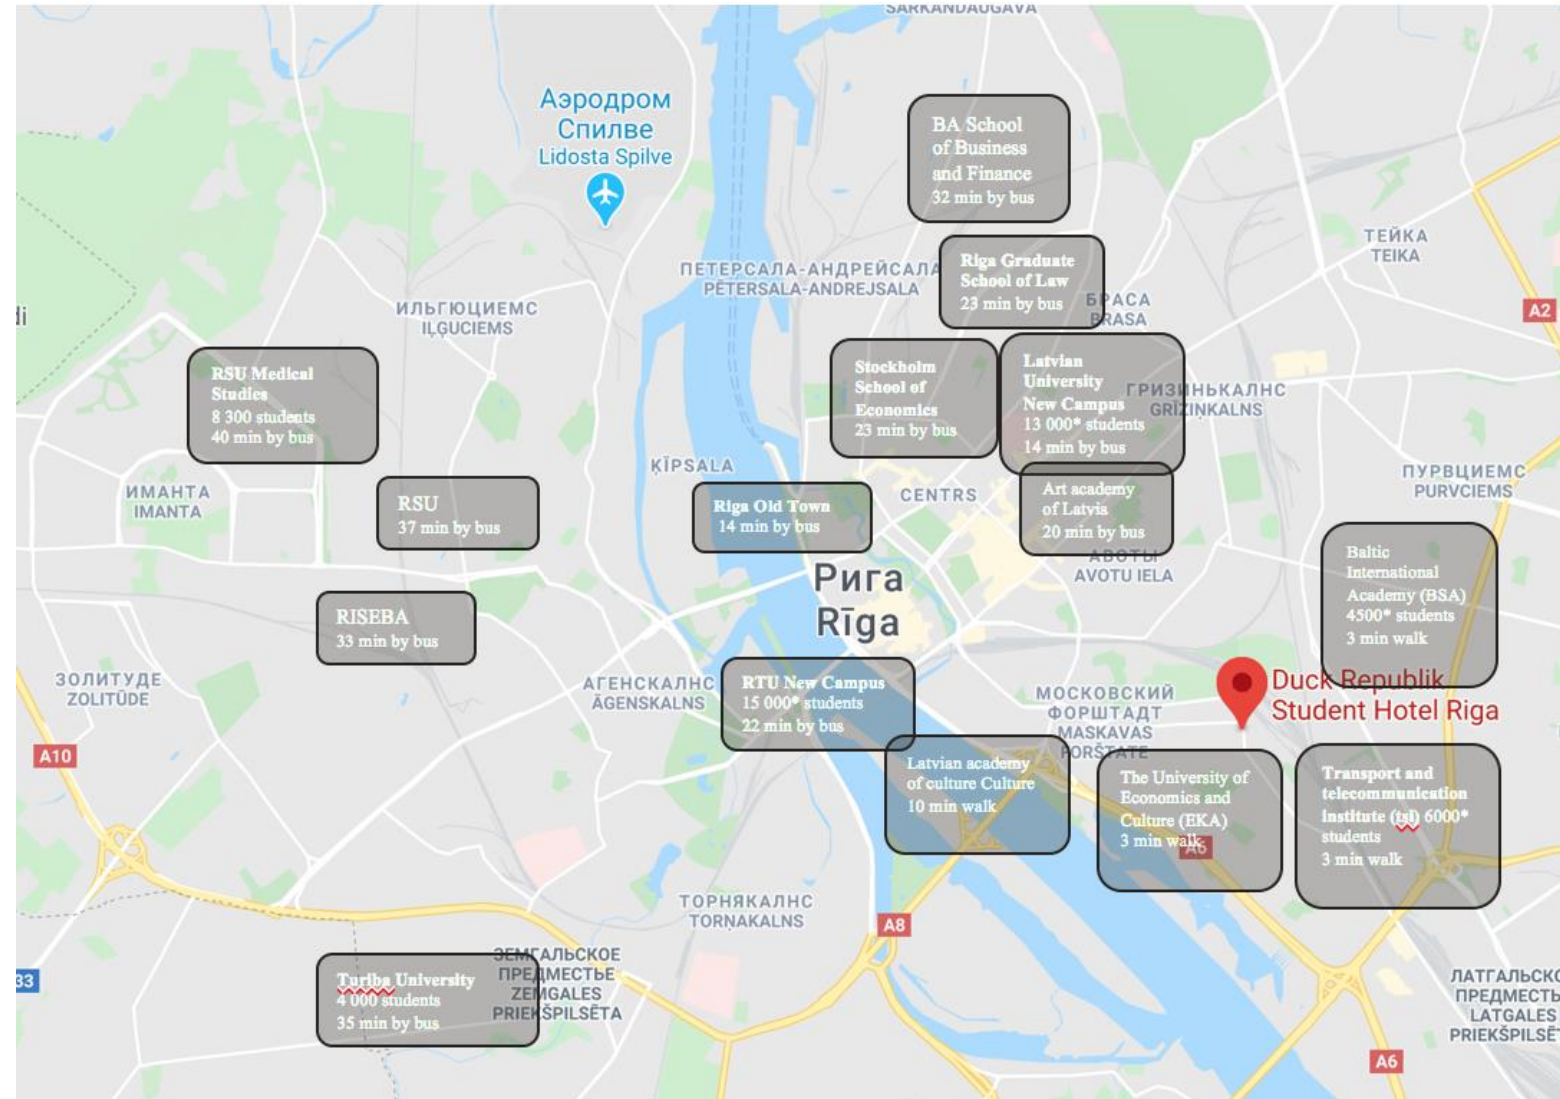 SARKANDAUGAVA
Аэродром
Спилве
Lidosta Spilve
BA School
of Business
and Finance
32 min by bus
ТЕЙКА
TEIKA
ПЕТЕРСАЛА-АНДРЕЙСАЛА
PĒTERSALA-ANDREJSALA
Riga Graduate
School of Law
23 min by bus
БРАСА
BRASA
ИЛЬГЮЦИЕМС
IĻĢUCIEMS
di
A2
RSU Medical
Studies
8 300 students
40 min by bus
Stockholm
School of
Economics
23 min by bus
Latvian
University
New Campus
13 000* students
14 min by bus
ГРИЗИНЬКАЛНС
GRĪZIŅKALNS
ĶĪPSALA
CENTRS
ПУРВЦИЕМС
PURVCIEMS
ИМАНТА
IMANTA
RSU
37 min by bus
Riga Old Town
14 min by bus
Art academy
of Latvia
20 min by bus
АВОТЫ
AVOTU IELA
Baltic
International
Academy (BSA)
4500* students
3 min walk
Рига
Rīga
RISEBA
33 min by bus
ЗОЛИТУДЕ
ZOLITŪDE
АГЕНСКАЛНС
ĀGENSKALNS
RTU New Campus
15 000* students
22 min by bus
МОСКОВСКИЙ
ФОРШТАДТ
MASKAVAS
FORŠTATE
Duck Republik
Student Hotel Riga
A10
Latvian academy
of culture Culture
10 min walk
The University of
Economics and
Culture (EKA)
3 min walk
A6
Transport and
telecommunication
institute (tsi) 6000*
students
3 min walk
ТОРНЯКАЛНС
TORŅAKALNS
A8
ЗЕМГАЛЬСКОЕ
ПРЕДМЕСТЬЕ
ZEMGALES
PRIEKŠPILSĒTA
33
Turiba University
4 000 students
35 min by bus
ЛАТГАЛЬСКО
ПРЕДМЕСТЬ
LATGALES
PRIEKŠPILSĒT
A6